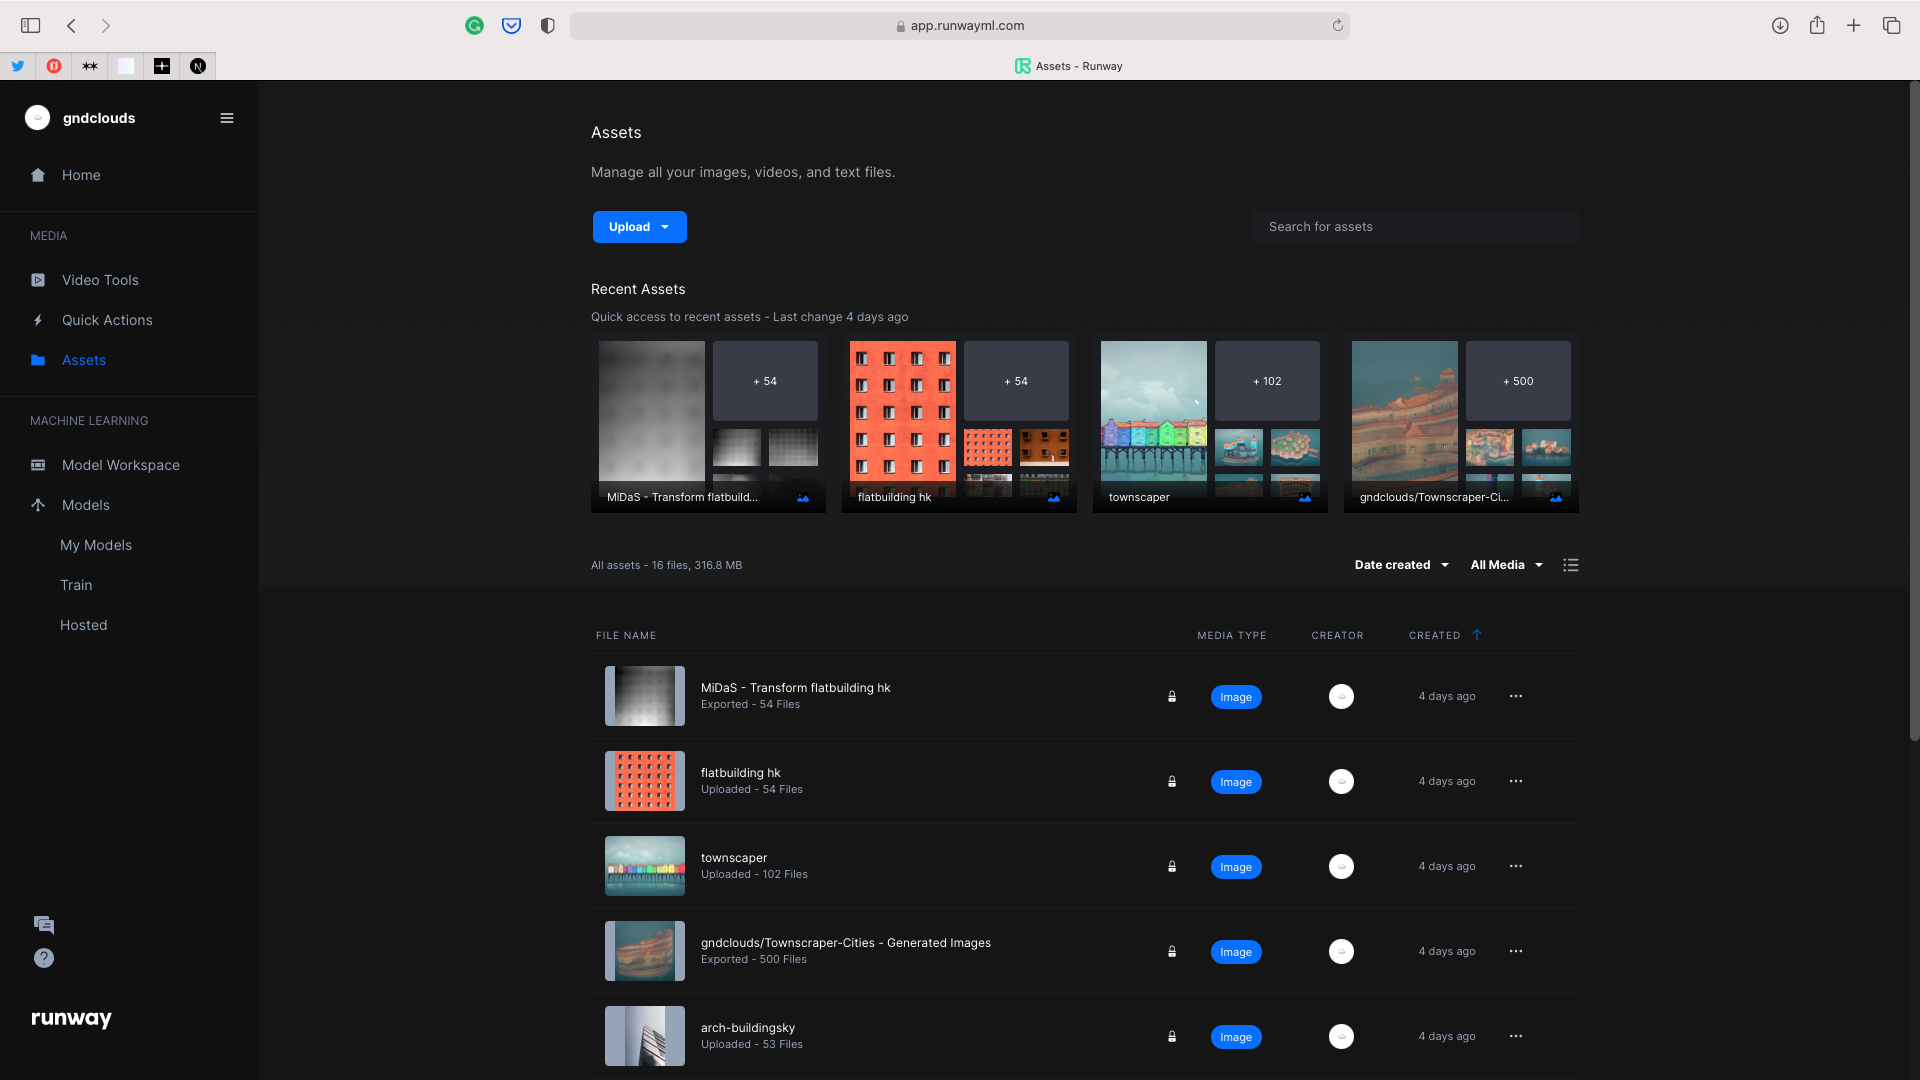 app.runwayml.com
Assets - Runway
gndclouds
Home
MEDIA
Video Tools
Quick Actions
Assets
MACHINE LEARNING
Model Workspace
Models
My Models
Train
Hosted
runway
Assets
Manage all your images, videos, and text files.
Upload
Search for assets
Recent Assets
Quick access to recent assets - Last change 4 days ago
+ 54
MiDaS - Transform flatbuild...
+ 54
flatbuilding hk
+ 102
townscaper
+ 500
gndclouds/Townscraper-Ci...
All assets - 16 files, 316.8 MB
Date created
All Media
FILE NAME MEDIA TYPE CREATOR CREATED
MiDaS - Transform flatbuilding hk
Exported - 54 Files
Image
4 days ago
flatbuilding hk
Uploaded - 54 Files
Image
4 days ago
townscaper
Uploaded - 102 Files
Image
4 days ago
gndclouds/Townscraper-Cities - Generated Images
Exported - 500 Files
Image
4 days ago
arch-buildingsky
Uploaded - 53 Files
Image
4 days ago